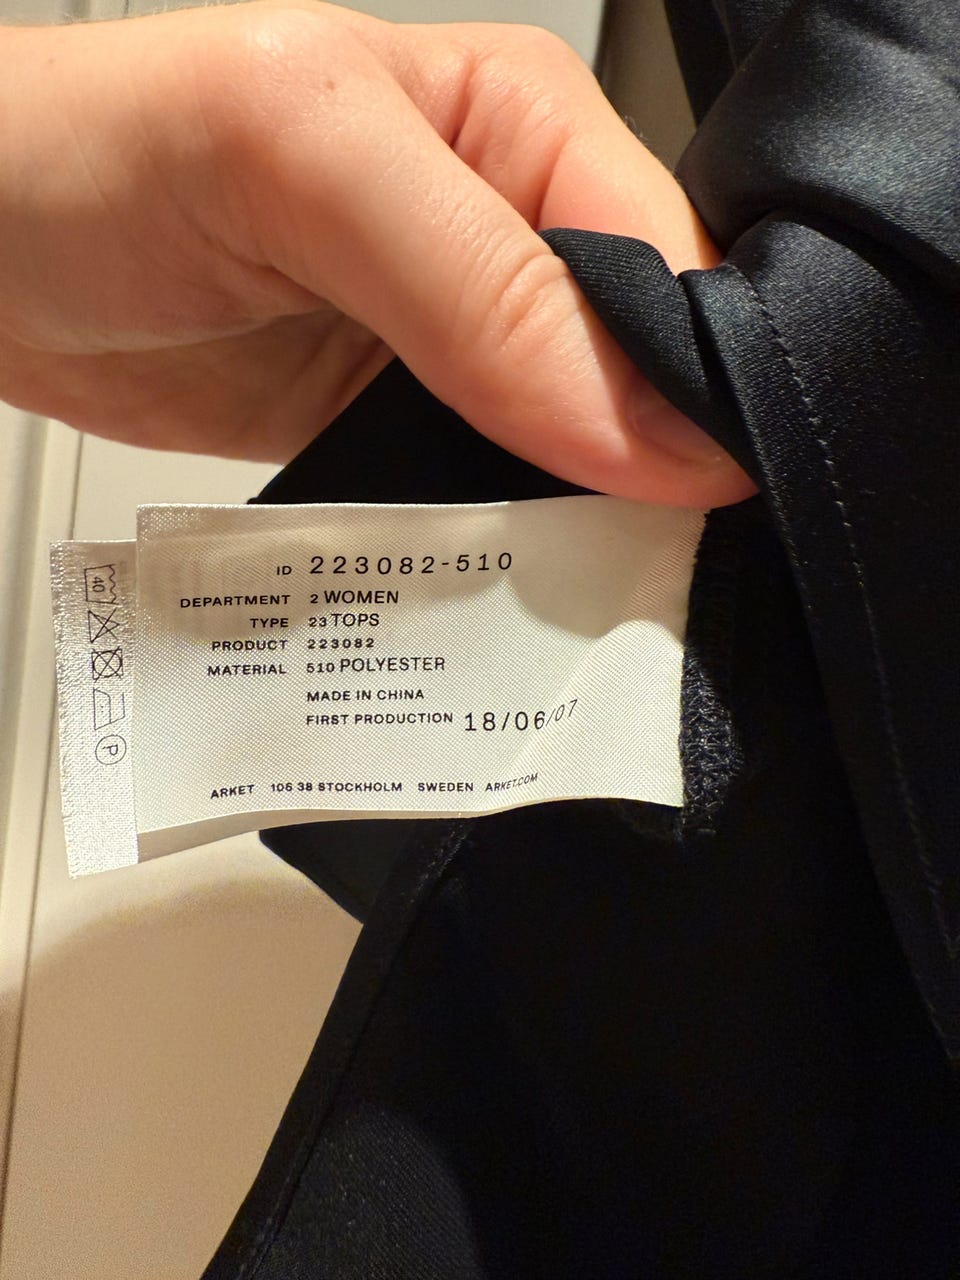 ID 223082-510
DEPARTMENT 2 WOMEN
TYPE 23 TOPS
PRODUCT 223082
MATERIAL 510 POLYESTER
MADE IN CHINA
FIRST PRODUCTION 18/06/07
ARKET 106 38 STOCKHOLM SWEDEN ARKET.COM
40
P